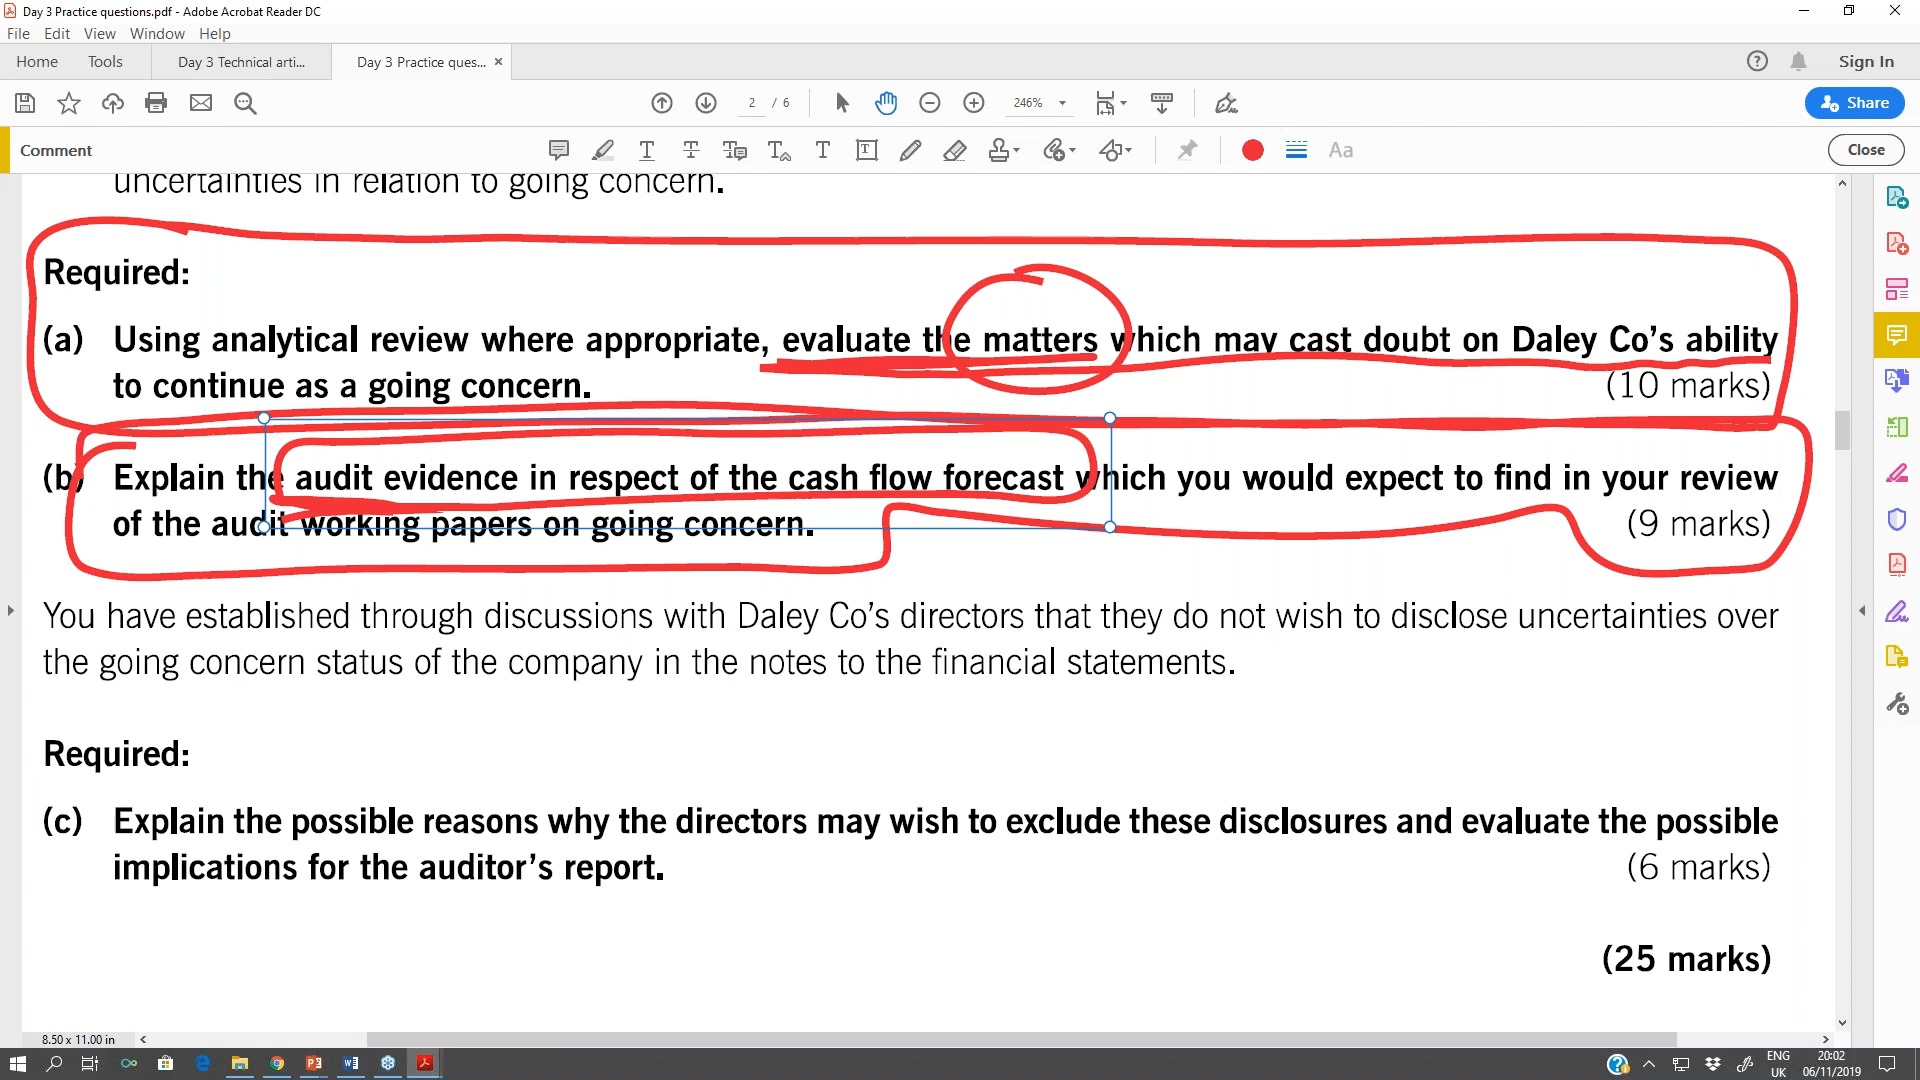 Day 3 Practice questions.pdf - Adobe Acrobat Reader DC
File Edit View Window Help
Home Tools Day 3 Technical arti... Day 3 Practice ques... × Sign In
2 / 6 246% Share
Comment Aa Close
uncertainties in relation to going concern.
Required:
(a) Using analytical review where appropriate, evaluate the matters which may cast doubt on Daley Co's ability
to continue as a going concern. (10 marks)
(b) Explain the audit evidence in respect of the cash flow forecast which you would expect to find in your review
of the audit working papers on going concern. (9 marks)
You have established through discussions with Daley Co's directors that they do not wish to disclose uncertainties over
the going concern status of the company in the notes to the financial statements.
Required:
(c) Explain the possible reasons why the directors may wish to exclude these disclosures and evaluate the possible
implications for the auditor's report. (6 marks)
(25 marks)
8.50 x 11.00 in
ENG 20:02
UK 06/11/2019